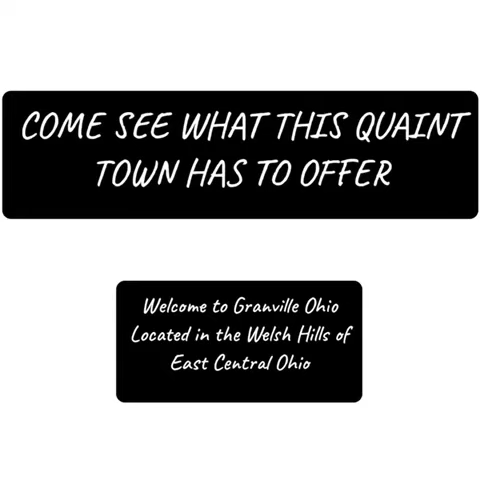 COME SEE WHAT THIS QUAINT
TOWN HAS TO OFFER
Welcome to Granville Ohio
Located in the Welsh Hills of
East Central Ohio